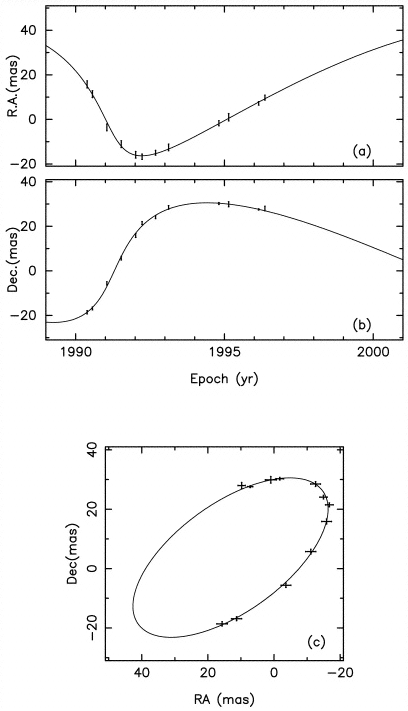 40
20
0
−20
R.A.(mas)
(a)
40
20
0
−20
Dec.(mas)
(b)
1990 1995 2000
Epoch (yr)
40
20
0
−20
Dec(mas)
(c)
40 20 0 −20
RA (mas)